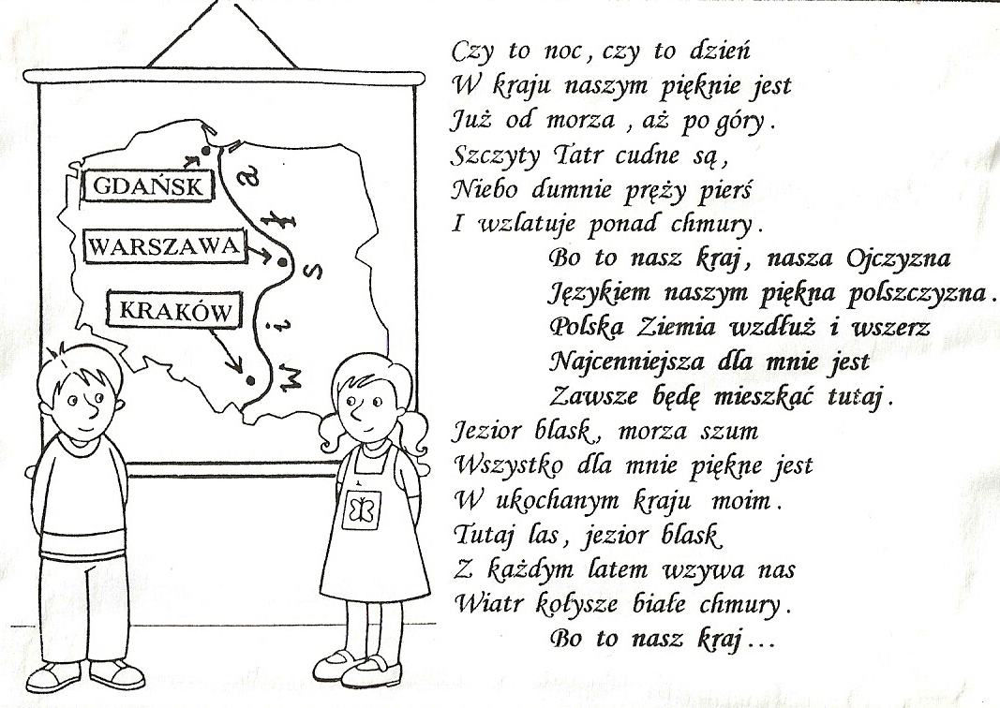 GDAŃSK
WARSZAWA
KRAKÓW
Wisła
Czy to noc, czy to dzień
W kraju naszym pięknie jest
Już od morza, aż po góry.
Szczyty Tatr cudne są,
Niebo dumnie pręży pierś
I wzlatuje ponad chmury.
Bo to nasz kraj, nasza Ojczyzna
Językiem naszym piękna polszczyzna.
Polska Ziemia wzdłuż i wszerz
Najcenniejsza dla mnie jest
Zawsze będę mieszkać tutaj.
Jezior blask, morza szum
Wszystko dla mnie piękne jest
W ukochanym kraju moim.
Tutaj las, jezior blask
Z każdym latem wzywa nas
Wiatr kołysze białe chmury.
Bo to nasz kraj...